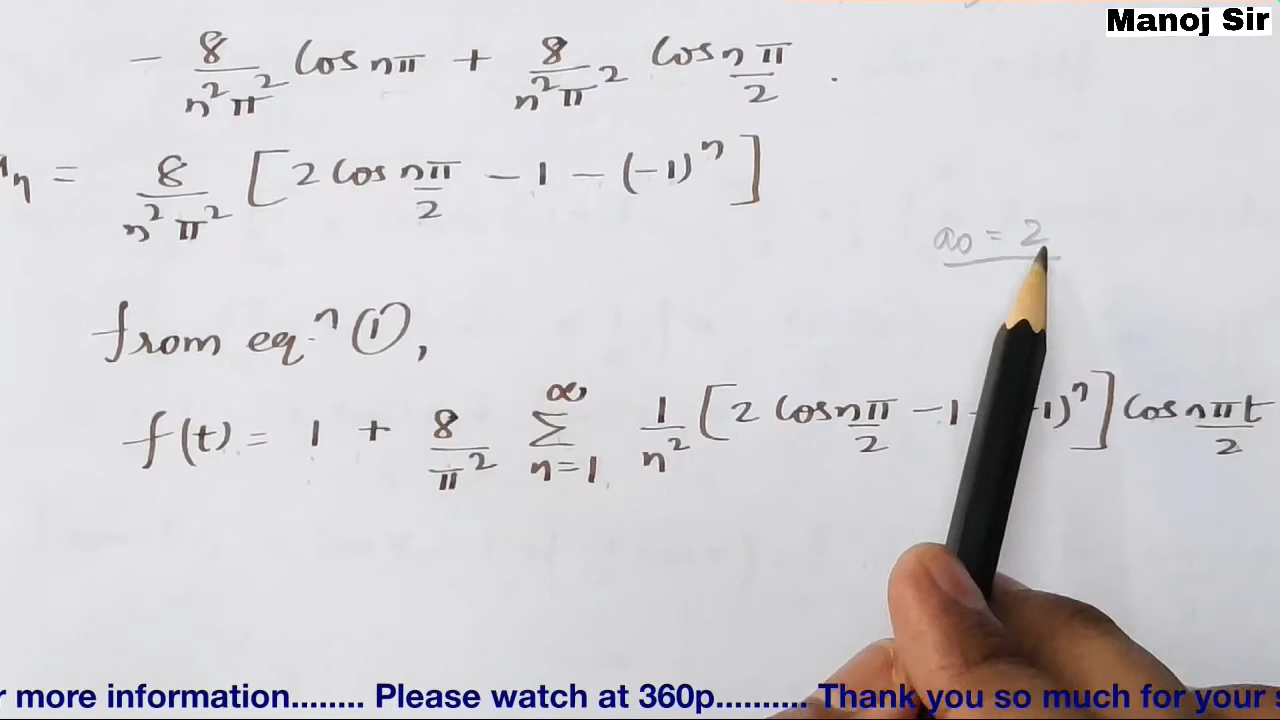 Manoj Sir
- 8/n²π² Cos nπ + 8/n²π² Cos nπ/2 .
n = 8/n²π² [2 Cos nπ/2 - 1 - (-1)ⁿ]
a₀ = 2
from eq.ⁿ ①,
f(t) = 1 + 8/π² ∑ n=1 ∞ 1/n² [2 Cos nπ/2 - 1 - 1)ⁿ] Cos nπt/2
r more information........ Please watch at 360p.......... Thank you so much for your s